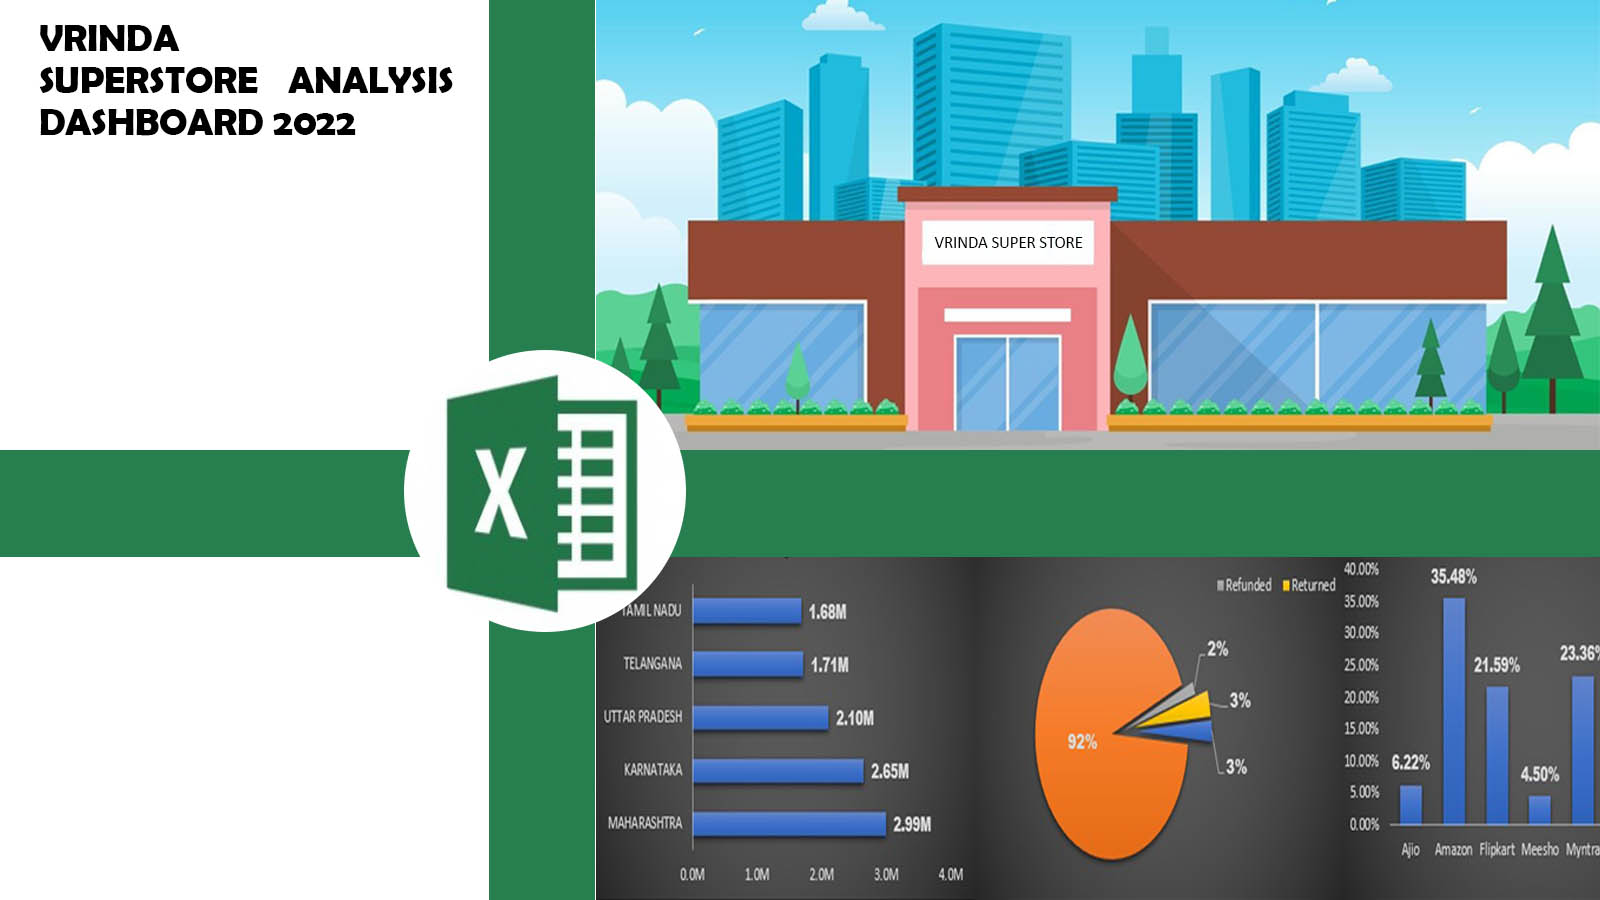 VRINDA
SUPERSTORE ANALYSIS
DASHBOARD 2022
VRINDA SUPER STORE
X
TAMIL NADU 1.68M
TELANGANA 1.71M
UTTAR PRADESH 2.10M
KARNATAKA 2.65M
MAHARASHTRA 2.99M
0.0M 1.0M 2.0M 3.0M 4.0M
Refunded Returned
2%
3%
92%
3%
40.00%
35.00%
30.00%
25.00%
20.00%
15.00%
10.00%
5.00%
0.00%
6.22% 35.48% 21.59% 4.50% 23.36%
Ajio Amazon Flipkart Meesho Myntra